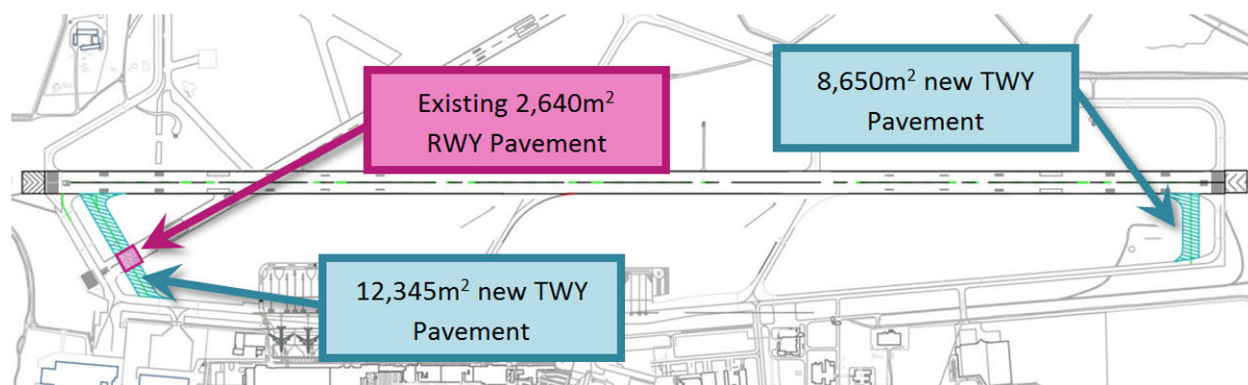 Existing 2,640m²
RWY Pavement
8,650m² new TWY
Pavement
12,345m² new TWY
Pavement